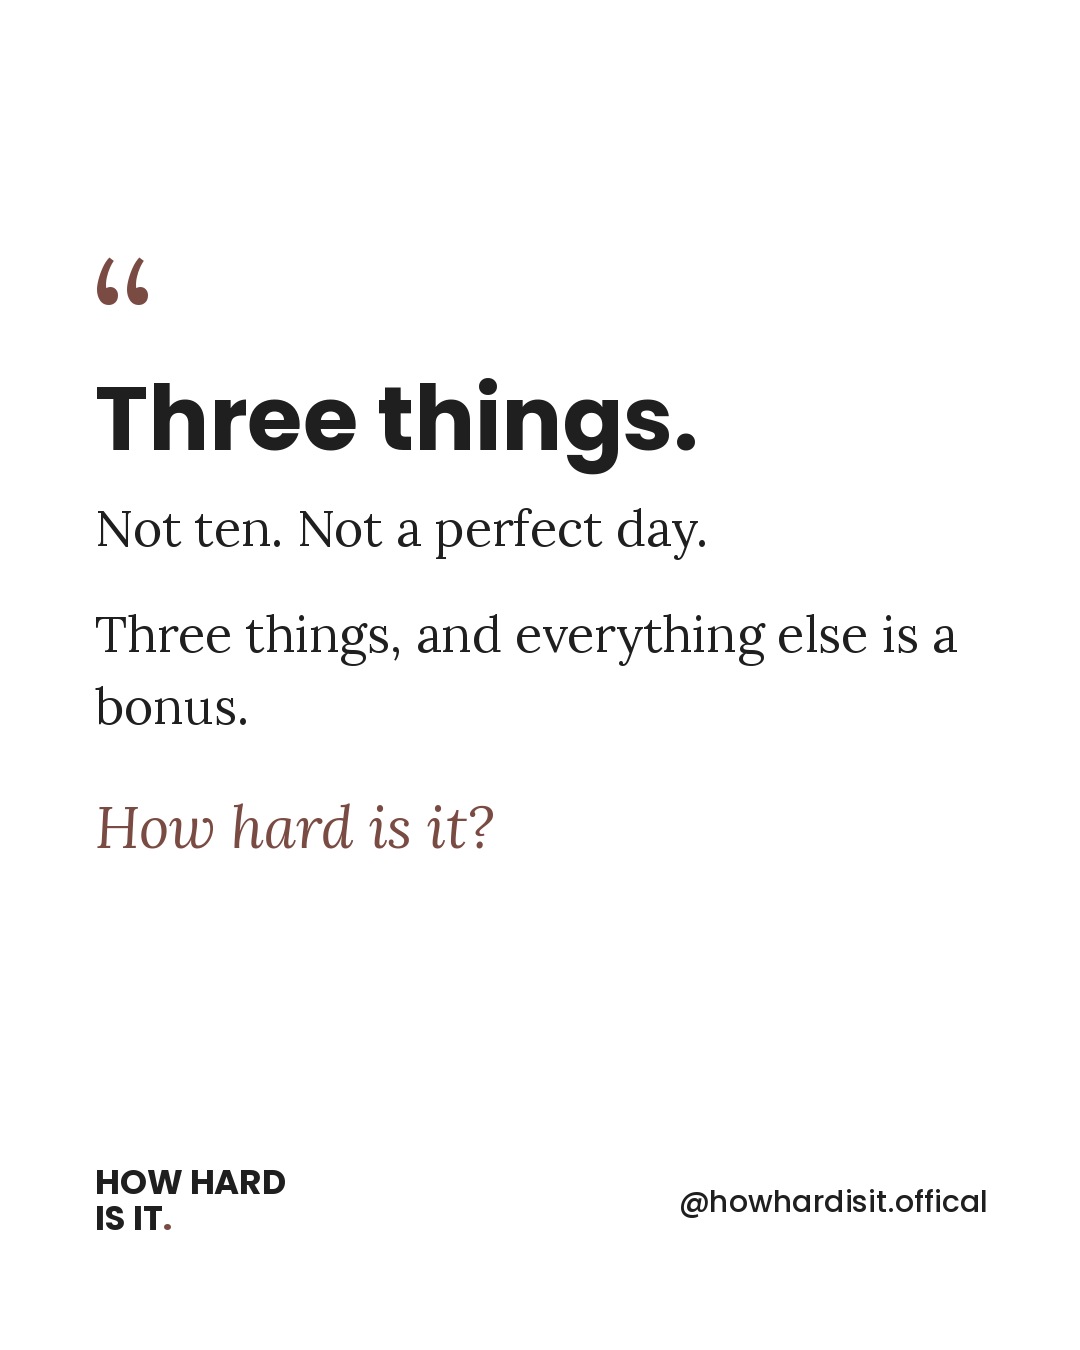 “
Three things.
Not ten. Not a perfect day.
Three things, and everything else is a
bonus.
How hard is it?
HOW HARD
IS IT.
@howhardisit.offical